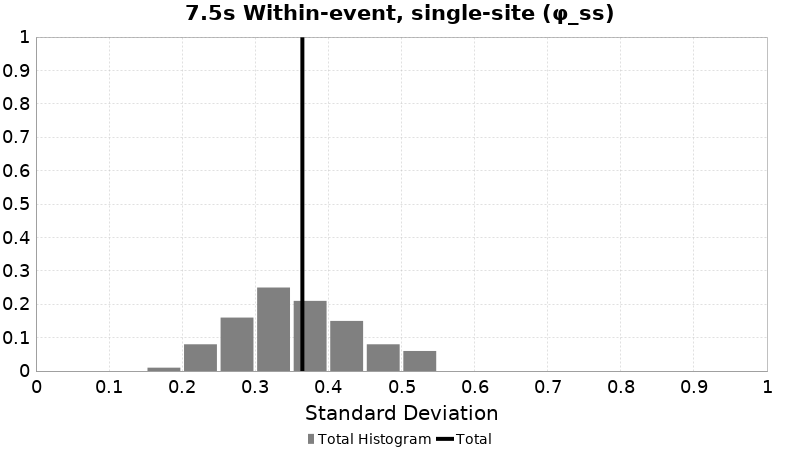 7.5s Within-event, single-site (φ_ss)
1
0.9
0.8
0.7
0.6
0.5
0.4
0.3
0.2
0.1
0
0 0.1 0.2 0.3 0.4 0.5 0.6 0.7 0.8 0.9 1
Standard Deviation
Total Histogram Total